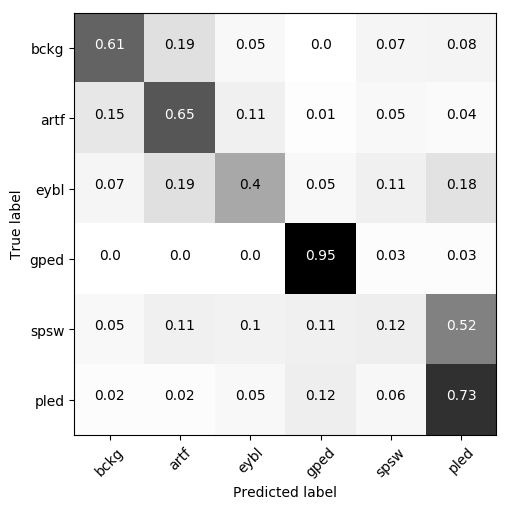 bckg 0.61 0.19 0.05 0.0 0.07 0.08
artf 0.15 0.65 0.11 0.01 0.05 0.04
eybl 0.07 0.19 0.4 0.05 0.11 0.18
gped 0.0 0.0 0.0 0.95 0.03 0.03
spsw 0.05 0.11 0.1 0.11 0.12 0.52
pled 0.02 0.02 0.05 0.12 0.06 0.73
True label
bckg artf eybl gped spsw pled
Predicted label